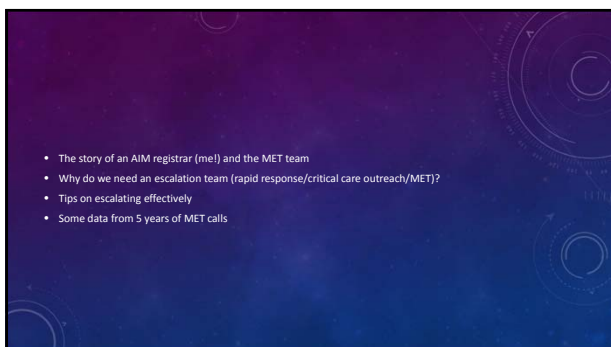 • The story of an AIM registrar (me!) and the MET team
• Why do we need an escalation team (rapid response/critical care outreach/MET)?
• Tips on escalating effectively
• Some data from 5 years of MET calls